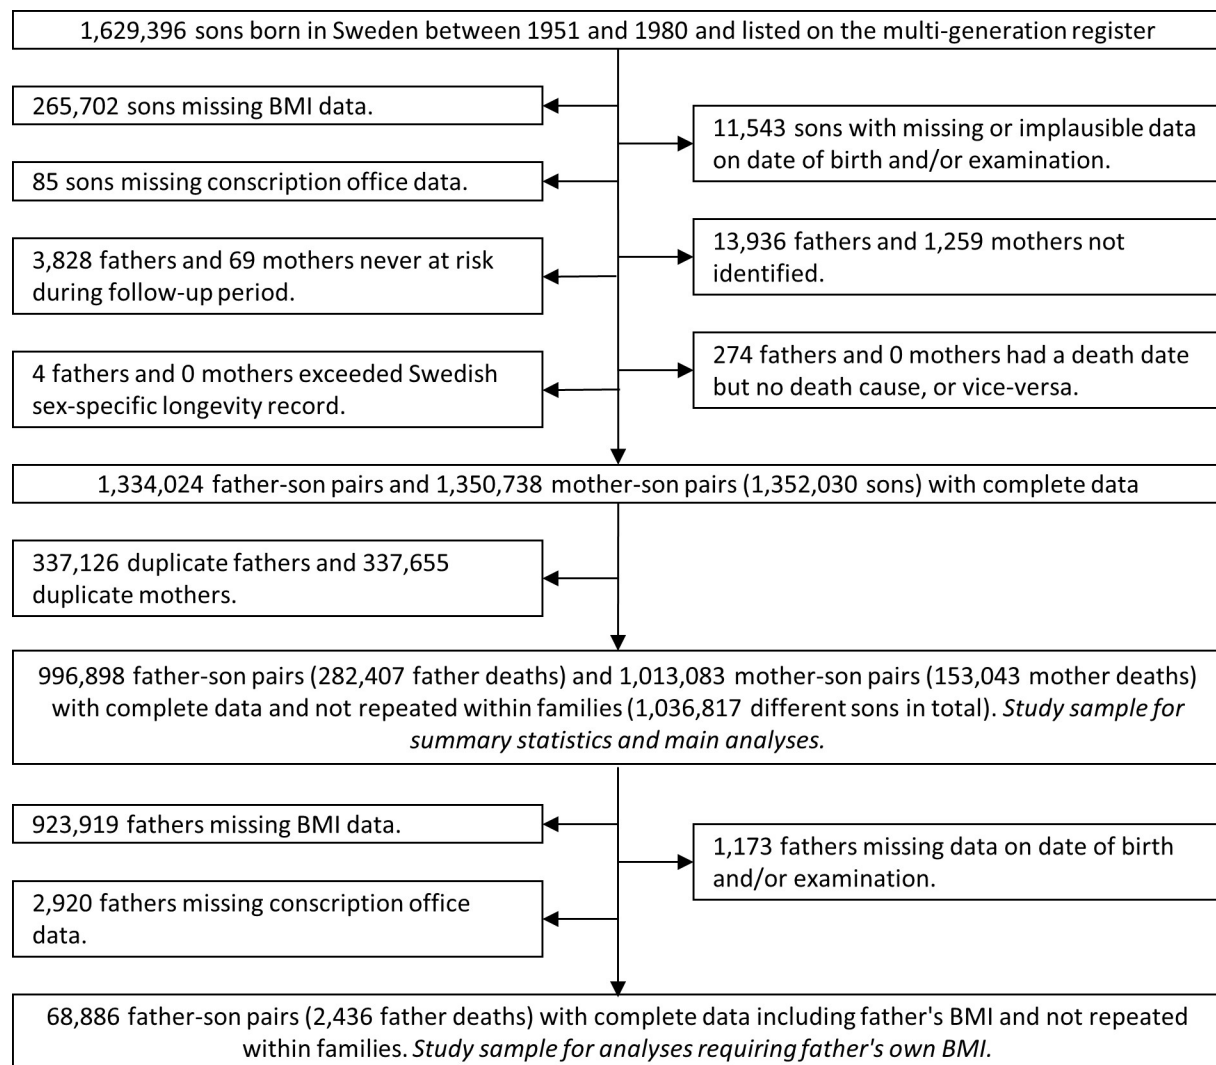 1,629,396 sons born in Sweden between 1951 and 1980 and listed on the multi-generation register
265,702 sons missing BMI data.
11,543 sons with missing or implausible data
on date of birth and/or examination.
85 sons missing conscription office data.
13,936 fathers and 1,259 mothers not
identified.
3,828 fathers and 69 mothers never at risk
during follow-up period.
274 fathers and 0 mothers had a death date
but no death cause, or vice-versa.
4 fathers and 0 mothers exceeded Swedish
sex-specific longevity record.
1,334,024 father-son pairs and 1,350,738 mother-son pairs (1,352,030 sons) with complete data
337,126 duplicate fathers and 337,655
duplicate mothers.
996,898 father-son pairs (282,407 father deaths) and 1,013,083 mother-son pairs (153,043 mother deaths)
with complete data and not repeated within families (1,036,817 different sons in total). Study sample for
summary statistics and main analyses.
923,919 fathers missing BMI data.
1,173 fathers missing data on date of birth
and/or examination.
2,920 fathers missing conscription office
data.
68,886 father-son pairs (2,436 father deaths) with complete data including father's BMI and not repeated
within families. Study sample for analyses requiring father's own BMI.